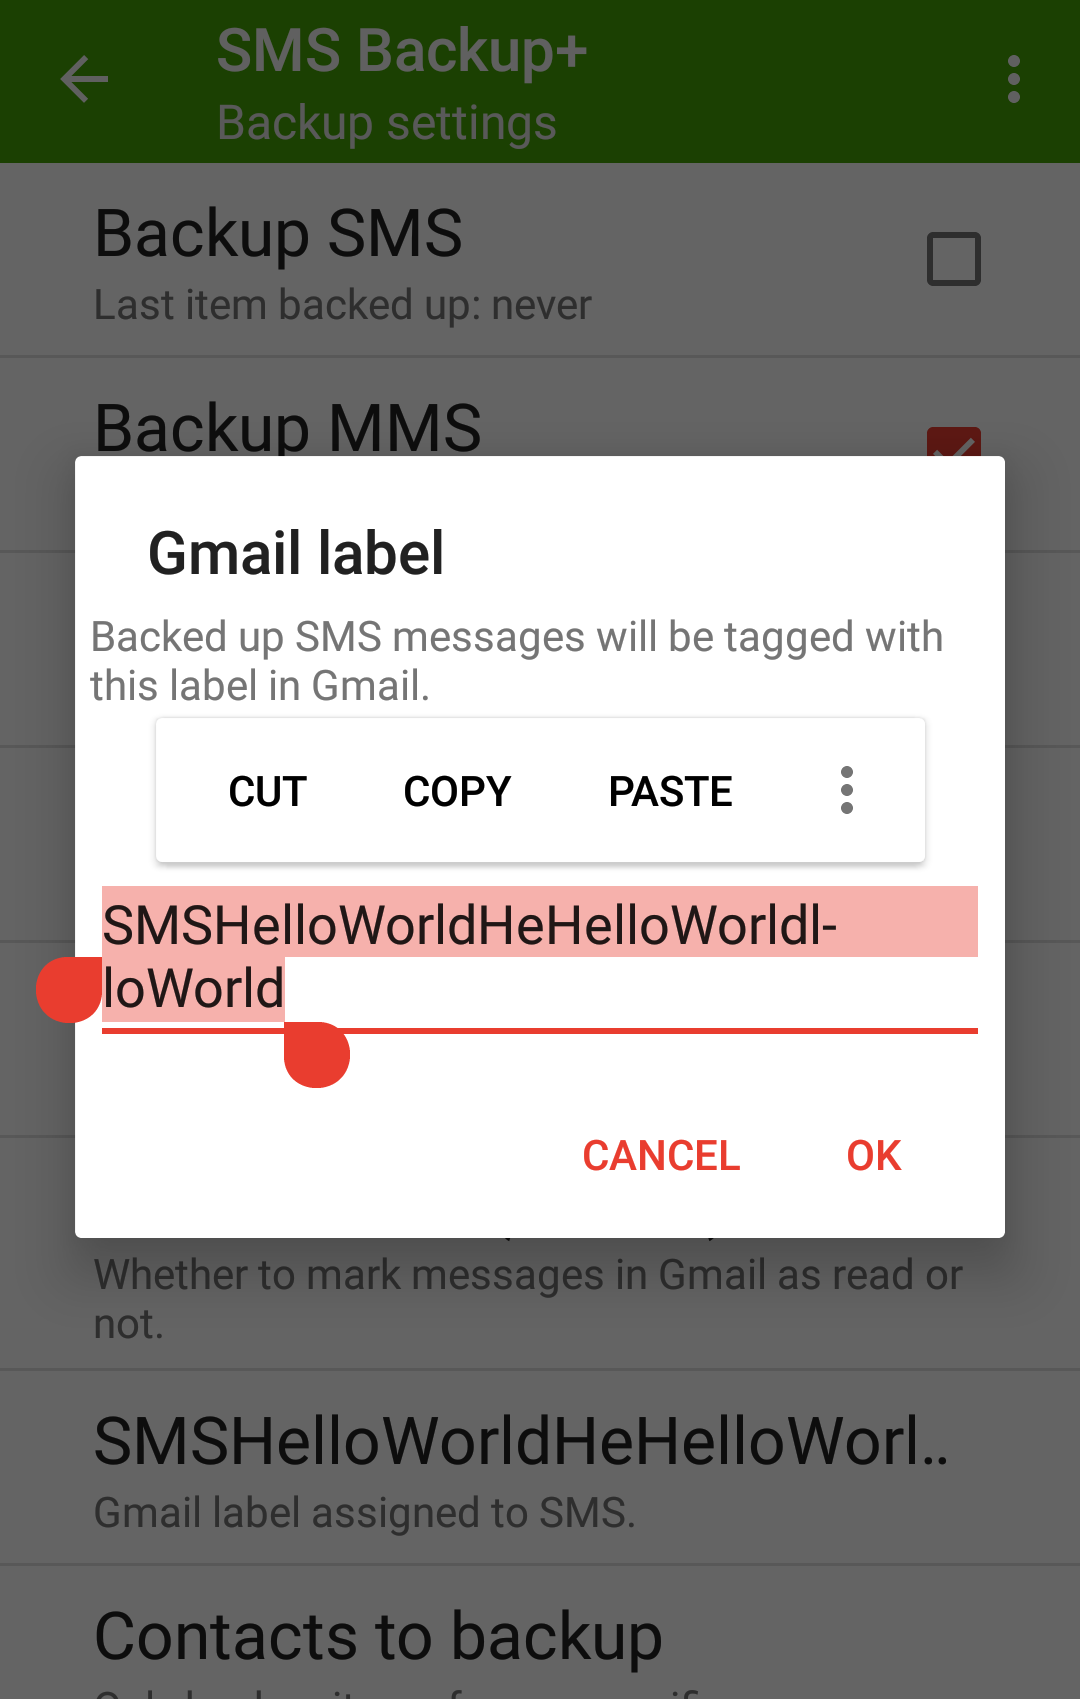 SMS Backup+
Backup settings
Backup SMS
Last item backed up: never
Backup MMS
Gmail label
Backed up SMS messages will be tagged with
this label in Gmail.
CUT COPY PASTE
SMSHelloWorldHeHelloWorldl-
loWorld
CANCEL OK
Whether to mark messages in Gmail as read or
not.
SMSHelloWorldHeHelloWorl..
Gmail label assigned to SMS.
Contacts to backup